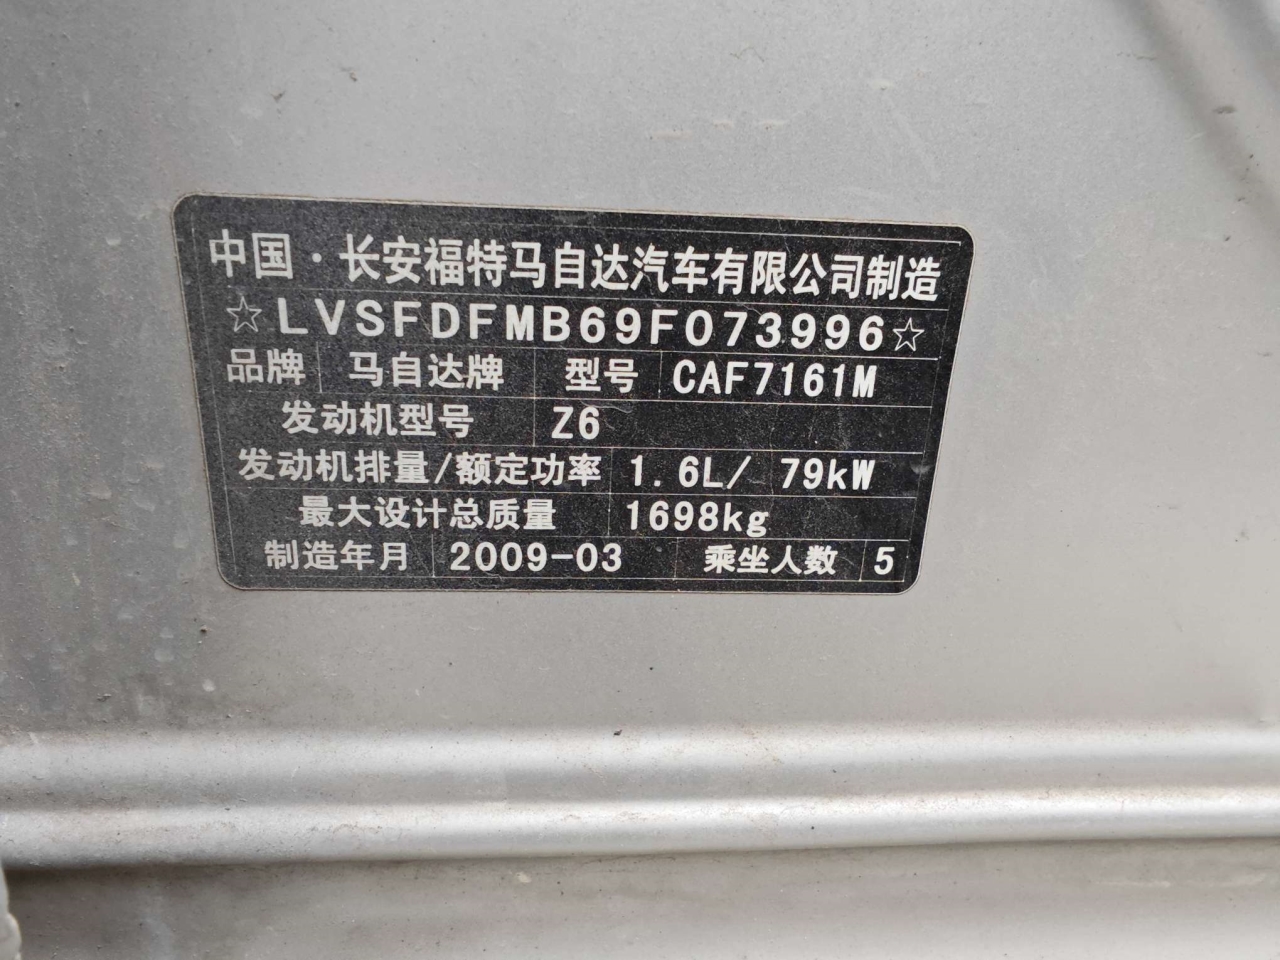 中国·长安福特马自达汽车有限公司制造
☆LVSFDFMB69F073996☆
品牌 马自达牌 型号 CAF7161M
发动机型号 Z6
发动机排量/额定功率 1.6L/ 79kW
最大设计总质量 1698kg
制造年月 2009-03 乘坐人数 5